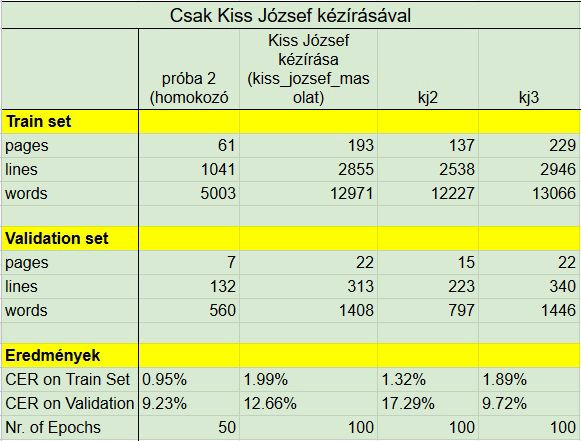 Csak Kiss József kézírásával
próba 2 (homokozó Kiss József kézírása (kiss_jozsef_masolat) kj2 kj3
Train set
pages 61 193 137 229
lines 1041 2855 2538 2946
words 5003 12971 12227 13066
Validation set
pages 7 22 15 22
lines 132 313 223 340
words 560 1408 797 1446
Eredmények
CER on Train Set 0.95% 1.99% 1.32% 1.89%
CER on Validation 9.23% 12.66% 17.29% 9.72%
Nr. of Epochs 50 100 100 100